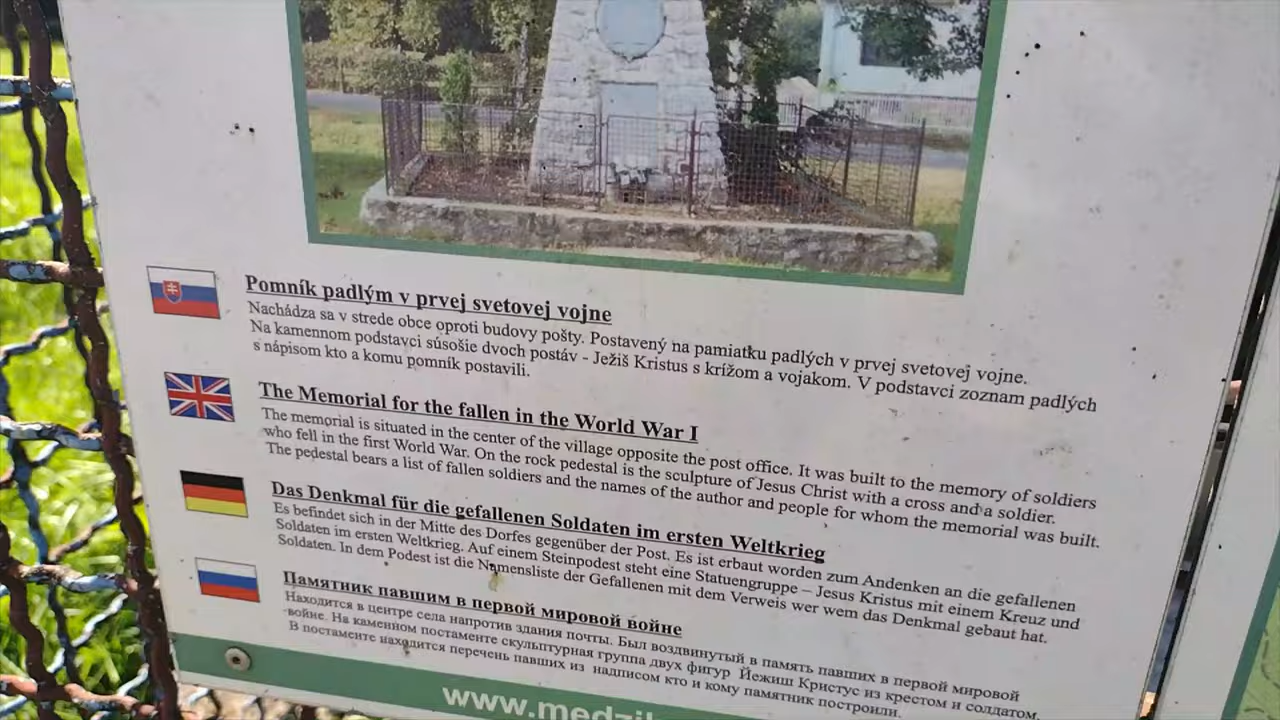 Pomník padlým v prvej svetovej vojne
Nachádza sa v strede obce oproti budovy pošty. Postavený na pamiatku padlých v prvej svetovej vojne.
Na kamennom podstavci súsošie dvoch postáv - Ježiš Kristus s krížom a vojakom. V podstavci zoznam padlých
s nápisom kto a komu pomník postavili.
The Memorial for the fallen in the World War I
The memorial is situated in the center of the village opposite the post office. It was built to the memory of soldiers
who fell in the first World War. On the rock pedestal is the sculpture of Jesus Christ with a cross and a soldier.
The pedestal bears a list of fallen soldiers and the names of the author and people for whom the memorial was built.
Das Denkmal für die gefallenen Soldaten im ersten Weltkrieg
Es befindet sich in der Mitte des Dorfes gegenüber der Post. Es ist erbaut worden zum Andenken an die gefallenen
Soldaten im ersten Weltkrieg. Auf einem Steinpodest steht eine Statuengruppe – Jesus Kristus mit einem Kreuz und
Soldaten. In dem Podest ist die Namensliste der Gefallenen mit dem Verweis wer wem das Denkmal gebaut hat.
Памятник павшим в первой мировой войне
Находится в центре села напротив здания почты. Был воздвинутый в память павших в первой мировой
войне. На каменном постаменте скульптурная группа двух фигур Йежиш Кристус из крестом и солдатом.
В постаменте находится перечень павших из надписом кто и кому памятник построили.